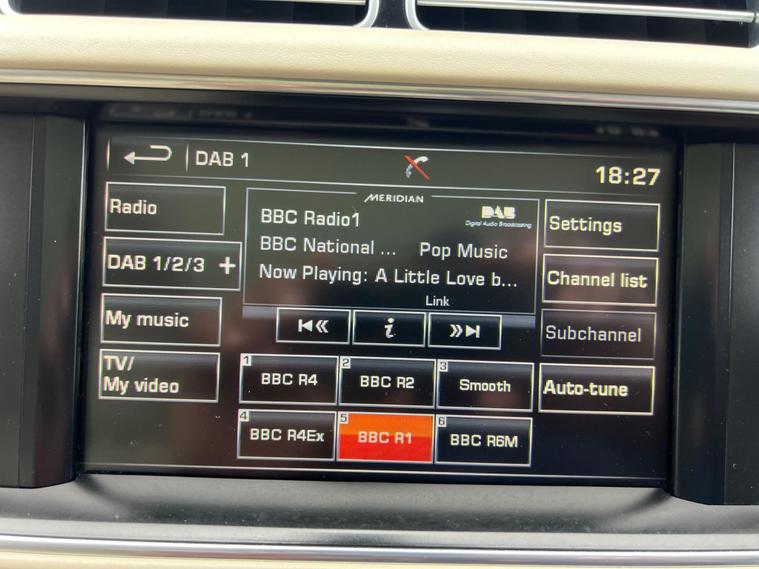 DAB 1
18:27
Radio
DAB 1/2/3 +
My music
TV/
My video
MERIDIAN
BBC Radio1
DAB
Digital Audio Broadcasting
BBC National ... Pop Music
Now Playing: A Little Love b...
Link
i
Settings
Channel list
Subchannel
Auto-tune
1 BBC R4
2 BBC R2
3 Smooth
4 BBC R4Ex
5 BBC R1
6 BBC R6M